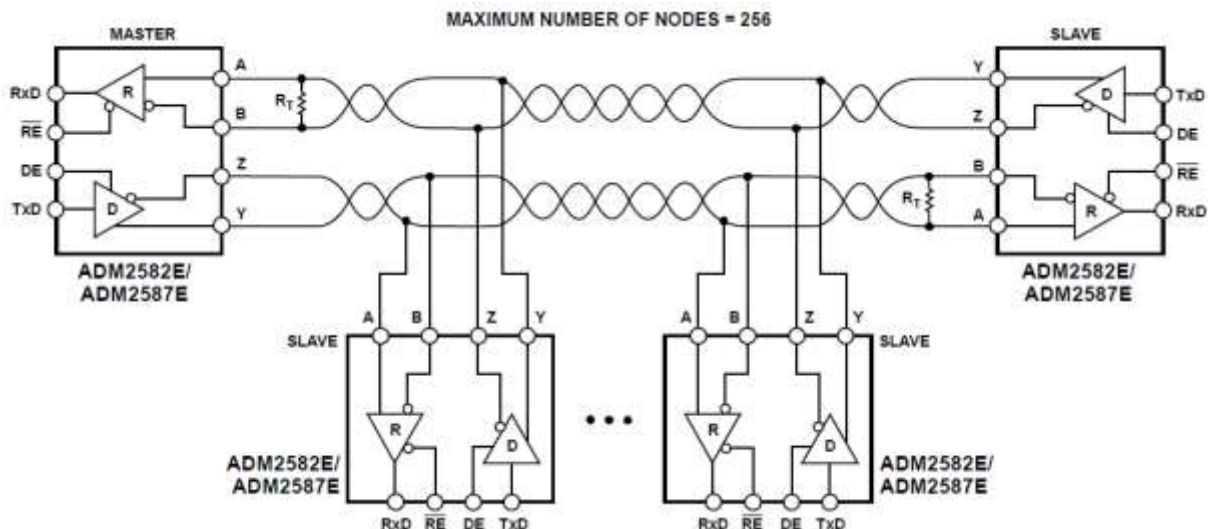 MAXIMUM NUMBER OF NODES = 256
MASTER
SLAVE
A
Y
RxD
R
RT
D
TxD
RE
B
Z
DE
DE
Z
B
RE
TxD
D
RT
R
RxD
Y
A
ADM2582E/
ADM2587E
ADM2582E/
ADM2587E
A B Z Y
A B Z Y
SLAVE
SLAVE
R
D
R
D
ADM2582E/
ADM2587E
ADM2582E/
ADM2587E
RxD RE DE TxD
RxD RE DE TxD